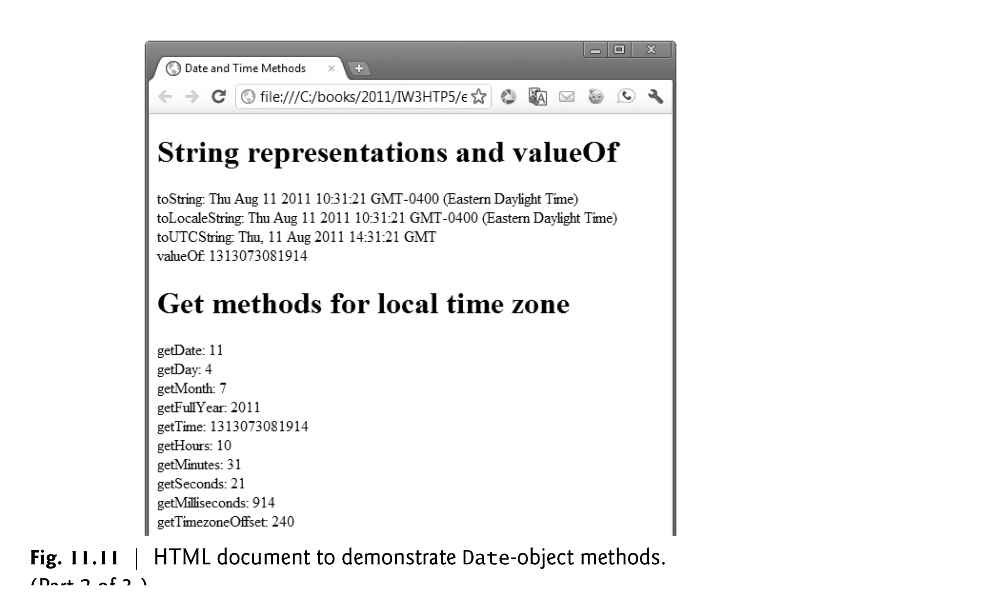 Date and Time Methods
file:///C:/books/2011/IW3HTP5/e
String representations and valueOf
toString: Thu Aug 11 2011 10:31:21 GMT-0400 (Eastern Daylight Time)
toLocaleString: Thu Aug 11 2011 10:31:21 GMT-0400 (Eastern Daylight Time)
toUTCString: Thu, 11 Aug 2011 14:31:21 GMT
valueOf: 1313073081914
Get methods for local time zone
getDate: 11
getDay: 4
getMonth: 7
getFullYear: 2011
getTime: 1313073081914
getHours: 10
getMinutes: 31
getSeconds: 21
getMilliseconds: 914
getTimezoneOffset: 240
Fig. 11.11 | HTML document to demonstrate Date-object methods.
(Part 2 of 3.)